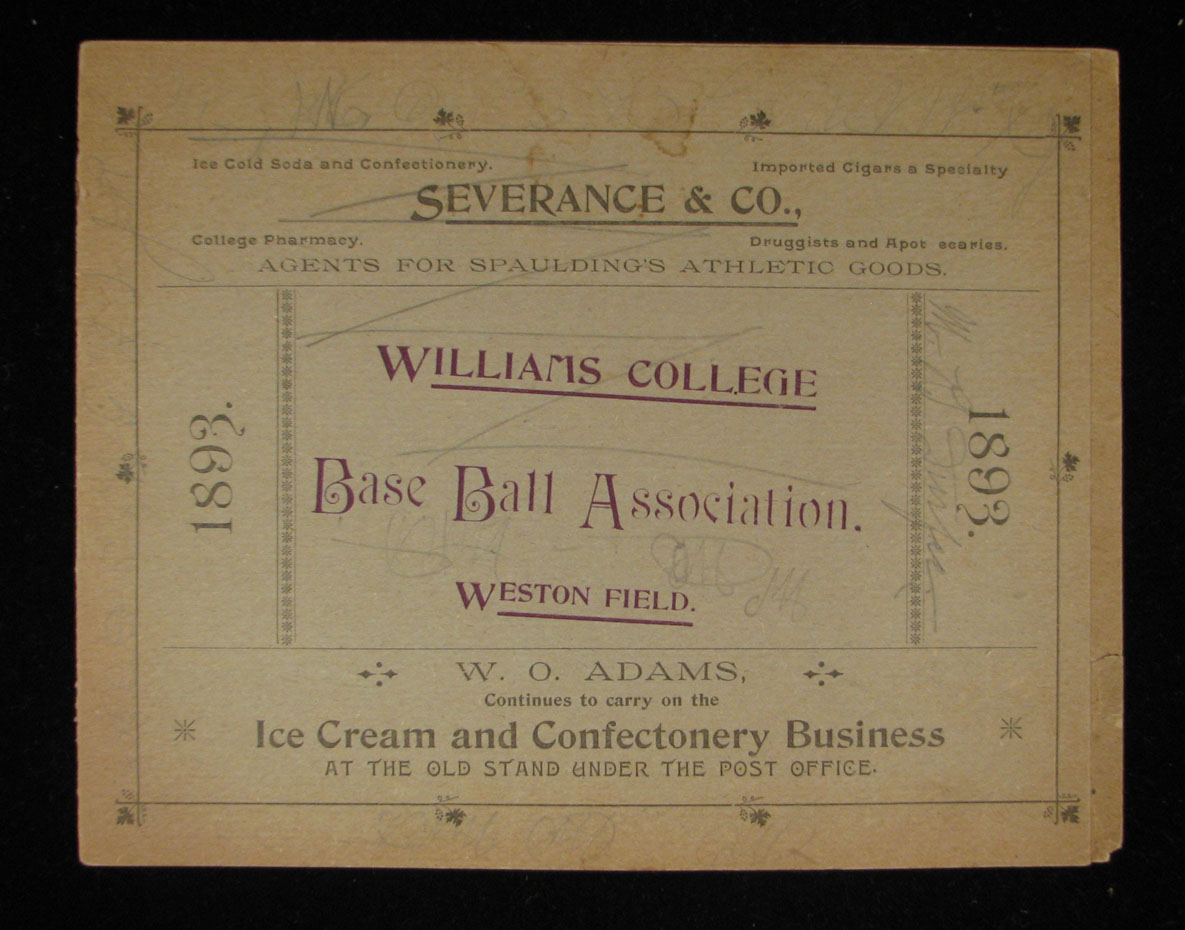 Ice Cold Soda and Confectionery. Imported Cigars a Specialty
SEVERANCE & CO.,
College Pharmacy. Druggists and Apot ecaries.
AGENTS FOR SPAULDING'S ATHLETIC GOODS.
1893.
WILLIAMS COLLEGE
Base Ball Association.
WESTON FIELD.
1893.
W. O. ADAMS,
Continues to carry on the
Ice Cream and Confectonery Business
AT THE OLD STAND UNDER THE POST OFFICE.